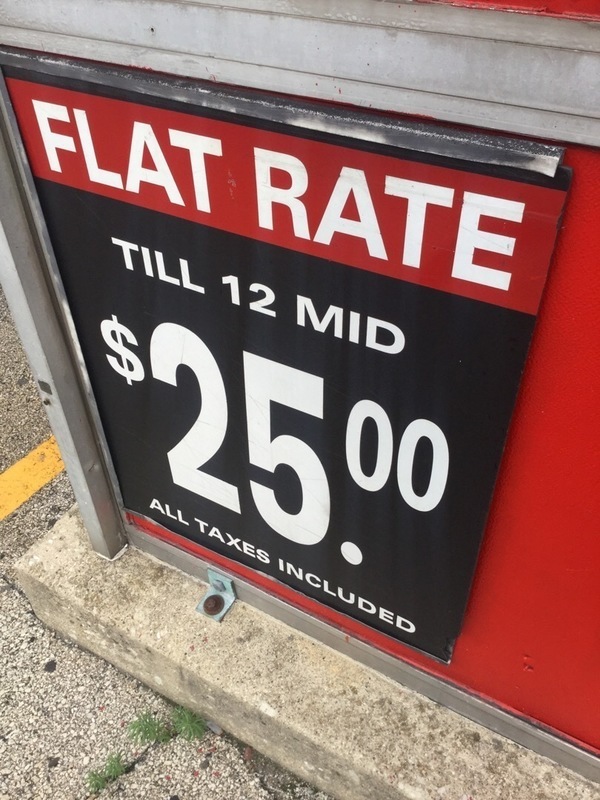 FLAT RATE
TILL 12 MID
$25.00
ALL TAXES INCLUDED